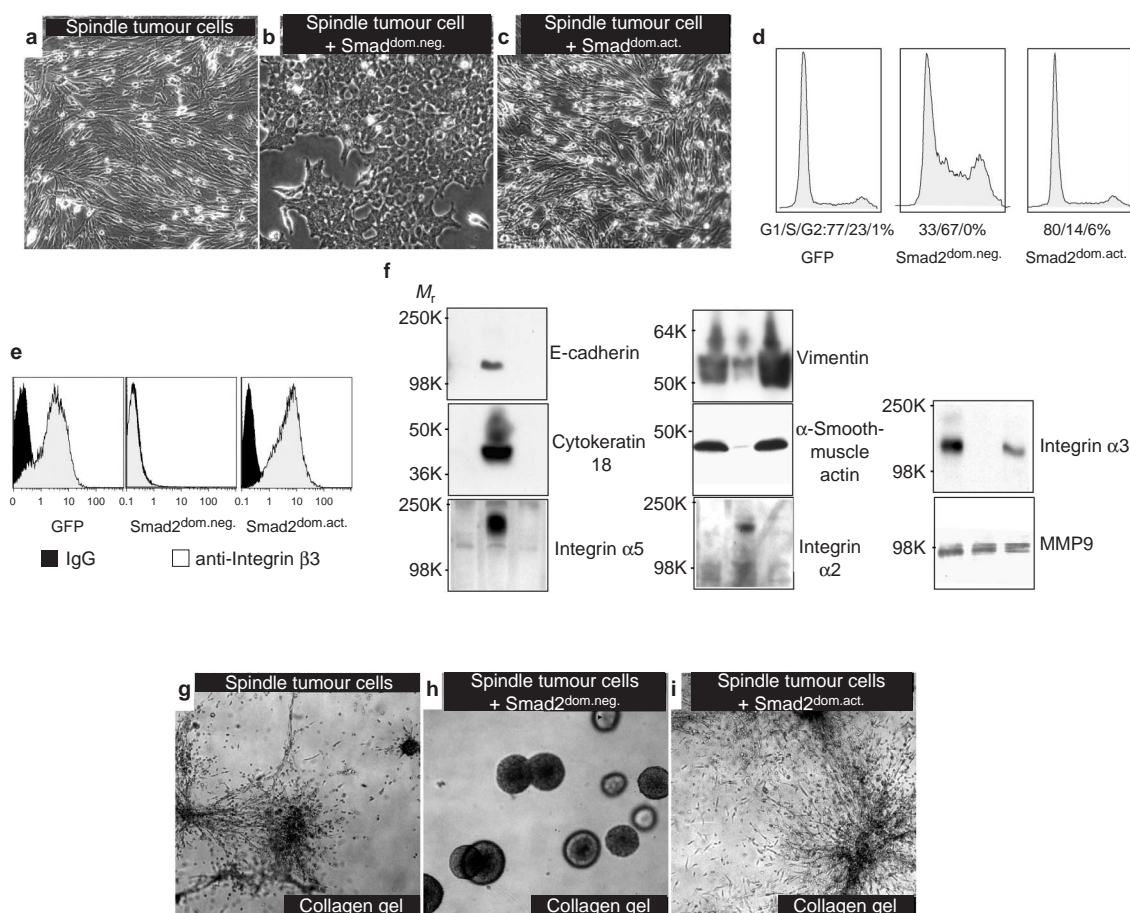 a
Spindle tumour cells
b
Spindle tumour cell
+ Smad^dom.neg.
c
Spindle tumour cell
+ Smad^dom.act.
d
G1/S/G2:77/23/1%
33/67/0%
80/14/6%
GFP
Smad2^dom.neg.
Smad2^dom.act.
e
0 1 10 100
0.1 1 10 100
0.1 1 10 100
GFP
Smad2^dom.neg.
Smad2^dom.act.
IgG
anti-Integrin β3
f
M_r
250K
E-cadherin
98K
50K
Cytokeratin
18
36K
250K
Integrin α5
98K
64K
Vimentin
50K
50K
α-Smooth-
muscle
actin
250K
Integrin
α2
98K
250K
Integrin α3
98K
98K
MMP9
g
Spindle tumour cells
Collagen gel
h
Spindle tumour cells
+ Smad2^dom.neg.
Collagen gel
i
Spindle tumour cells
+ Smad2^dom.act.
Collagen gel